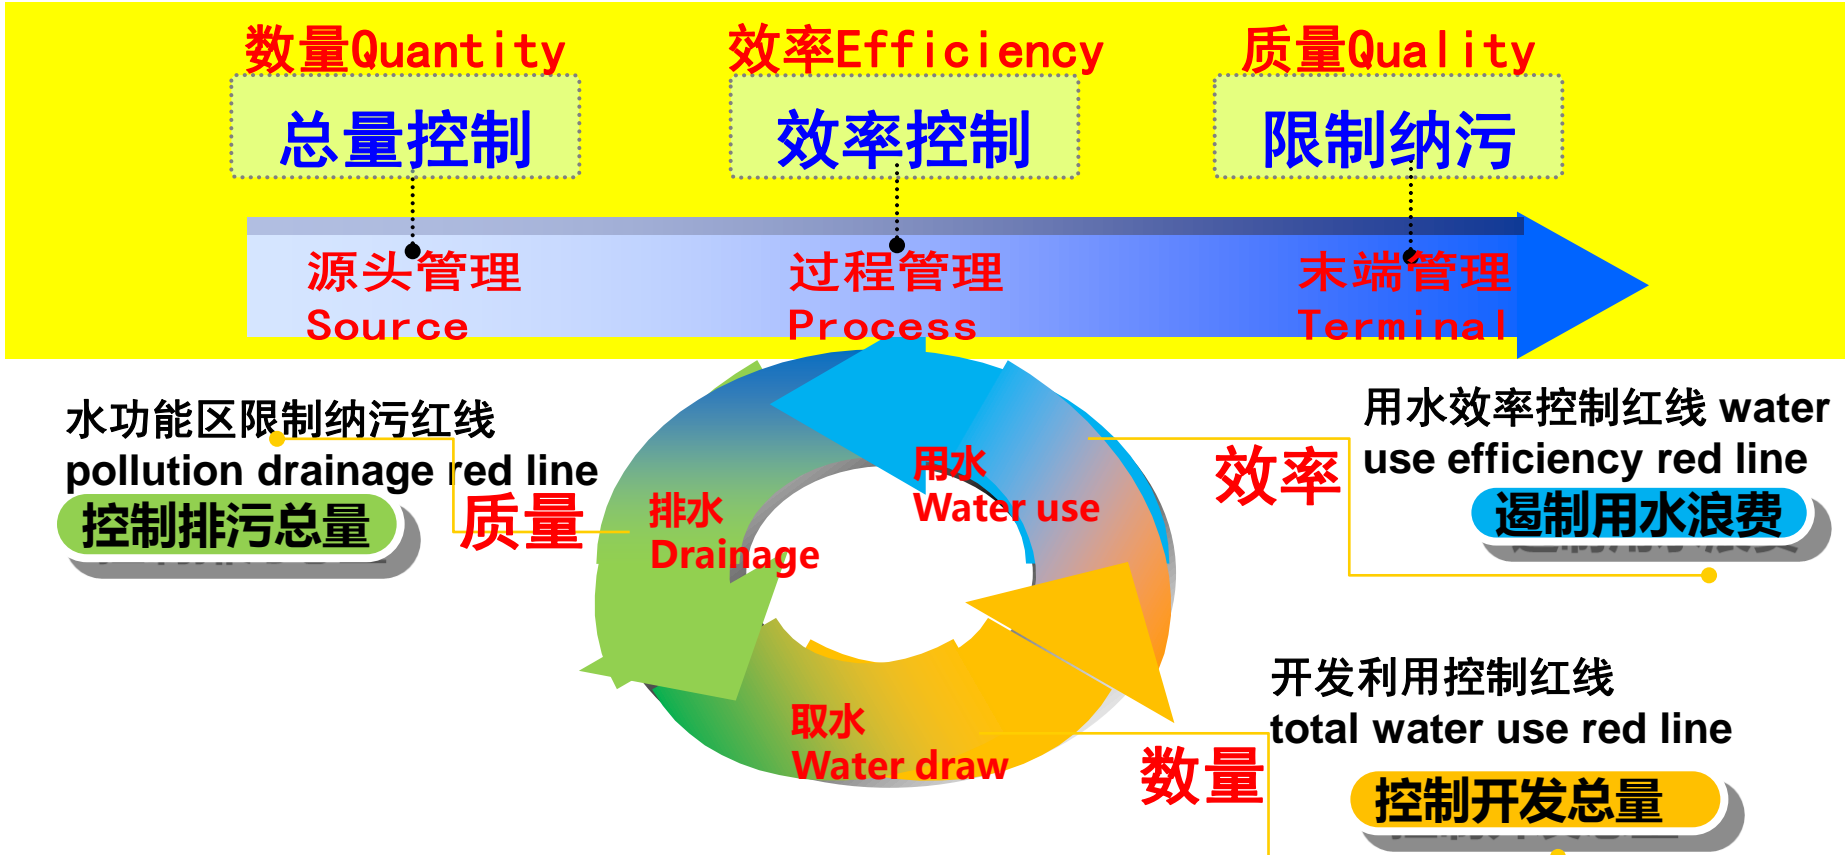 数量Quantity
效率Efficiency
质量Quality
总量控制
效率控制
限制纳污
源头管理
Source
过程管理
Process
末端管理
Terminal
水功能区限制纳污红线
pollution drainage red line
控制排污总量
质量
排水
Drainage
用水
Water use
效率
用水效率控制红线 water
use efficiency red line
遏制用水浪费
取水
Water draw
数量
开发利用控制红线
total water use red line
控制开发总量